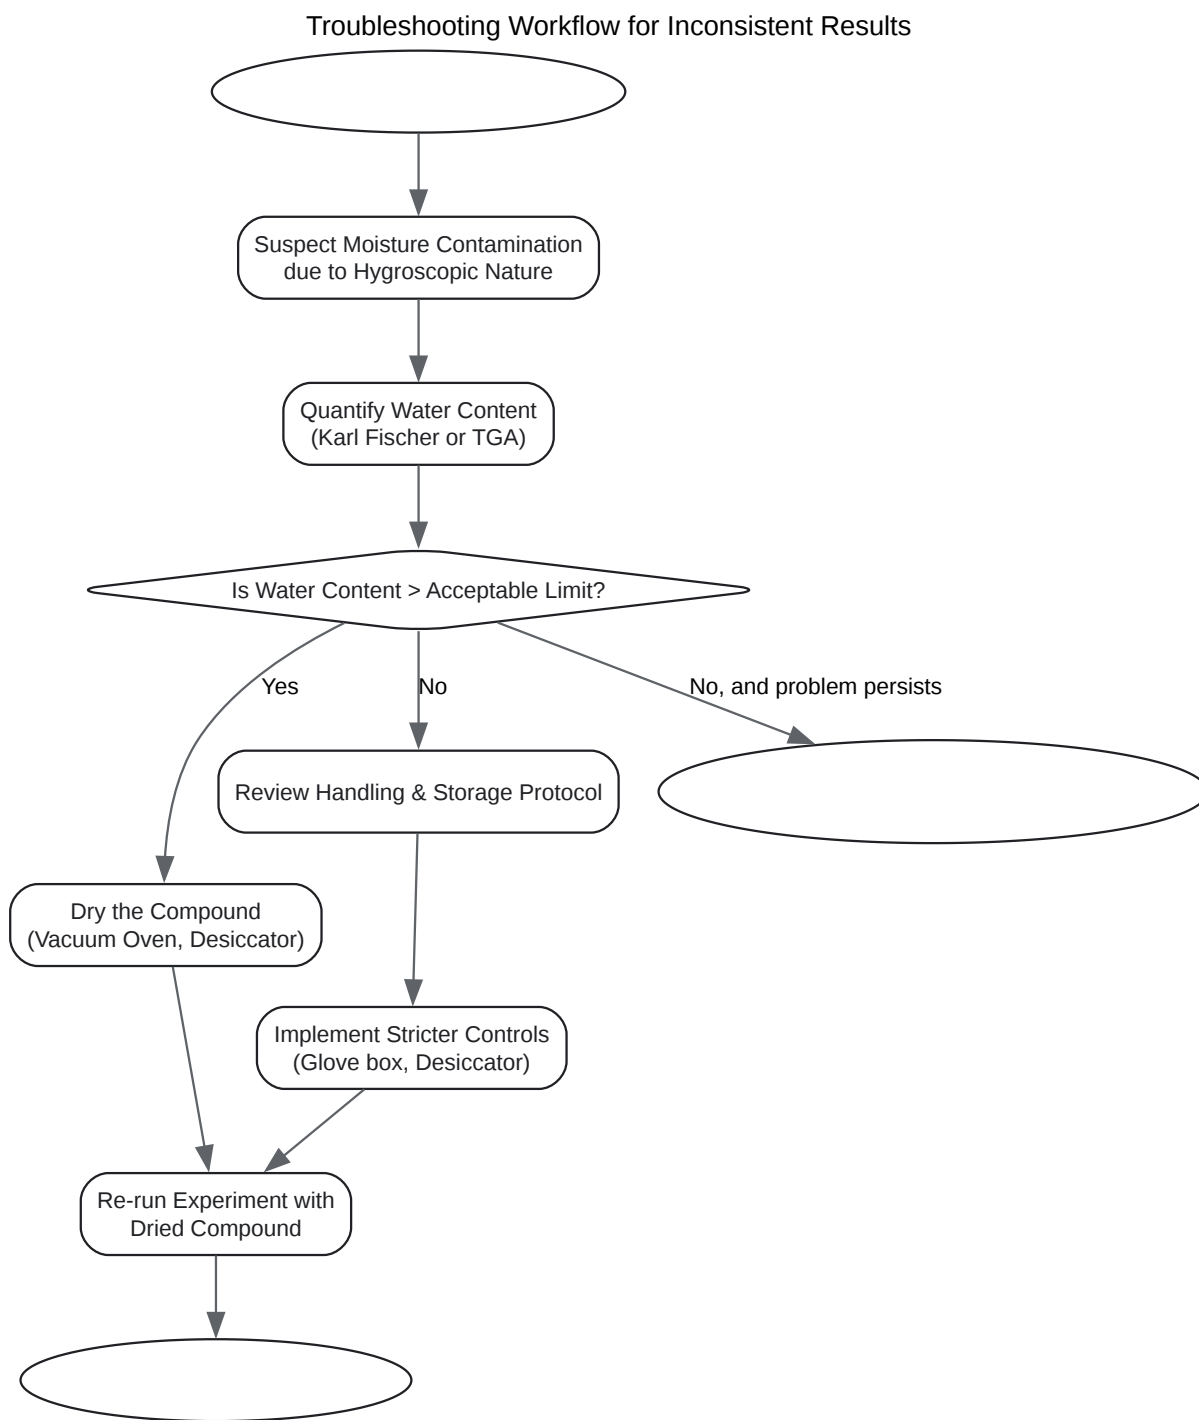 Troubleshooting Workflow for Inconsistent Results
Suspect Moisture Contamination
due to Hygroscopic Nature
Quantify Water Content
(Karl Fischer or TGA)
Is Water Content > Acceptable Limit?
Yes
No
No, and problem persists
Review Handling & Storage Protocol
Dry the Compound
(Vacuum Oven, Desiccator)
Implement Stricter Controls
(Glove box, Desiccator)
Re-run Experiment with
Dried Compound